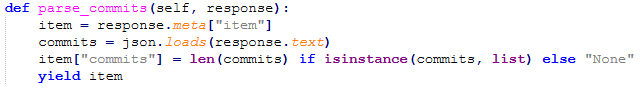 def parse_commits(self, response):
    item = response.meta["item"]
    commits = json.loads(response.text)
    item["commits"] = len(commits) if isinstance(commits, list) else "None"
    yield item